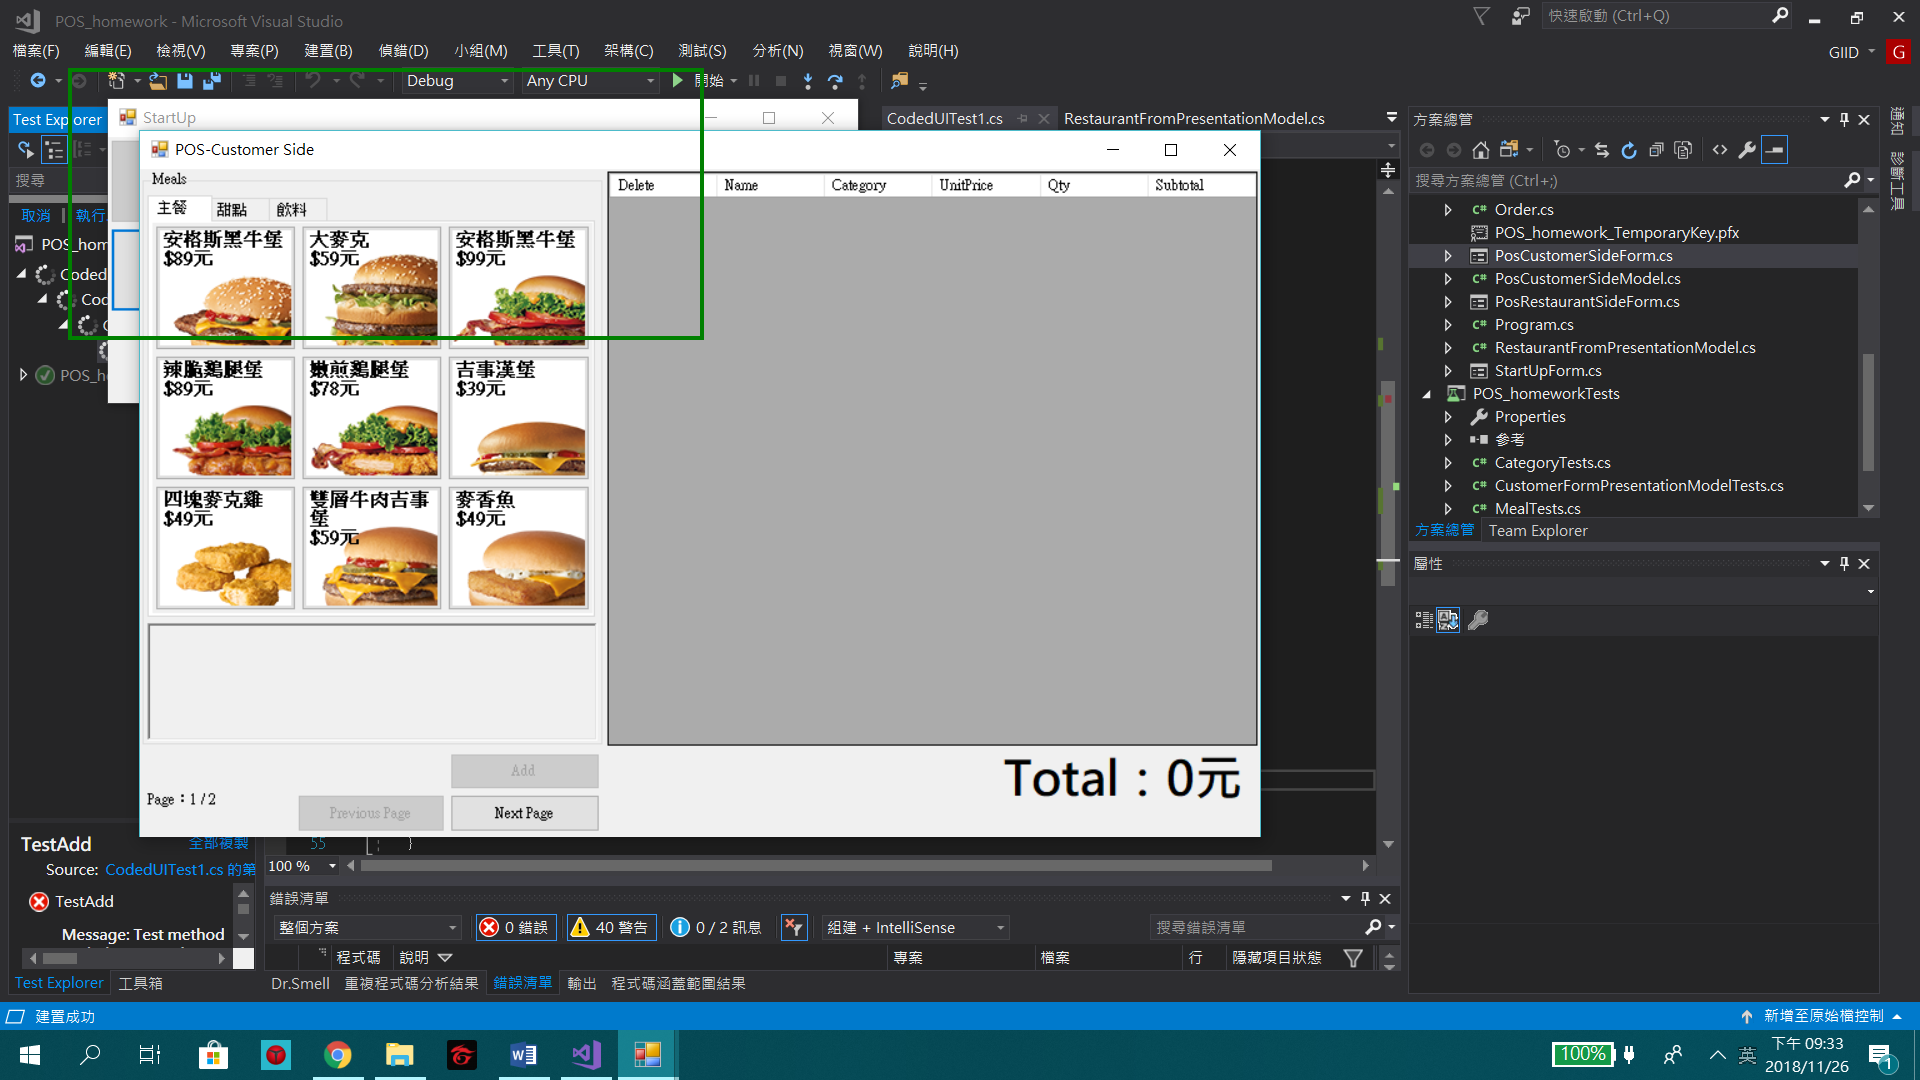 POS_homework - Microsoft Visual Studio
快速啟動 (Ctrl+Q)
檔案(F) 編輯(E) 檢視(V) 專案(P) 建置(B) 偵錯(D) 小組(M) 工具(T) 架構(C) 測試(S) 分析(N) 視窗(W) 說明(H)
GIID G
Debug Any CPU 開始
Test Explorer
StartUp
CodedUITest1.cs RestaurantFromPresentationModel.cs
方案總管
通知
診斷工具
POS-Customer Side
Meals
搜尋
主餐 甜點 飲料
Delete Name Category UnitPrice Qty Subtotal
搜尋方案總管 (Ctrl+;)
取消 執行
POS_hom
Coded
Coc
POS_h
安格斯黑牛堡
$89元
大麥克
$59元
安格斯黑牛堡
$99元
辣脆鷄腿堡
$89元
嫩煎鷄腿堡
$78元
吉事漢堡
$39元
四塊麥克雞
$49元
雙層牛肉吉事
堡
$59元
麥香魚
$49元
Add
Page：1 / 2
Previous Page
Next Page
Total：0元
Order.cs
POS_homework_TemporaryKey.pfx
PosCustomerSideForm.cs
PosCustomerSideModel.cs
PosRestaurantSideForm.cs
Program.cs
RestaurantFromPresentationModel.cs
StartUpForm.cs
POS_homeworkTests
Properties
參考
CategoryTests.cs
CustomerFormPresentationModelTests.cs
MealTests.cs
方案總管 Team Explorer
屬性
TestAdd 全部複製
Source: CodedUITest1.cs 的第
TestAdd
Message: Test method
Test Explorer 工具箱
55 }
100 %
錯誤清單
整個方案 0 錯誤 40 警告 0 / 2 訊息 組建 + IntelliSense 搜尋錯誤清單
程式碼 說明 專案 檔案 行 隱藏項目狀態
Dr.Smell 重複程式碼分析結果 錯誤清單 輸出 程式碼涵蓋範圍結果
建置成功
新增至原始檔控制
100%
英
下午 09:33
2018/11/26
1